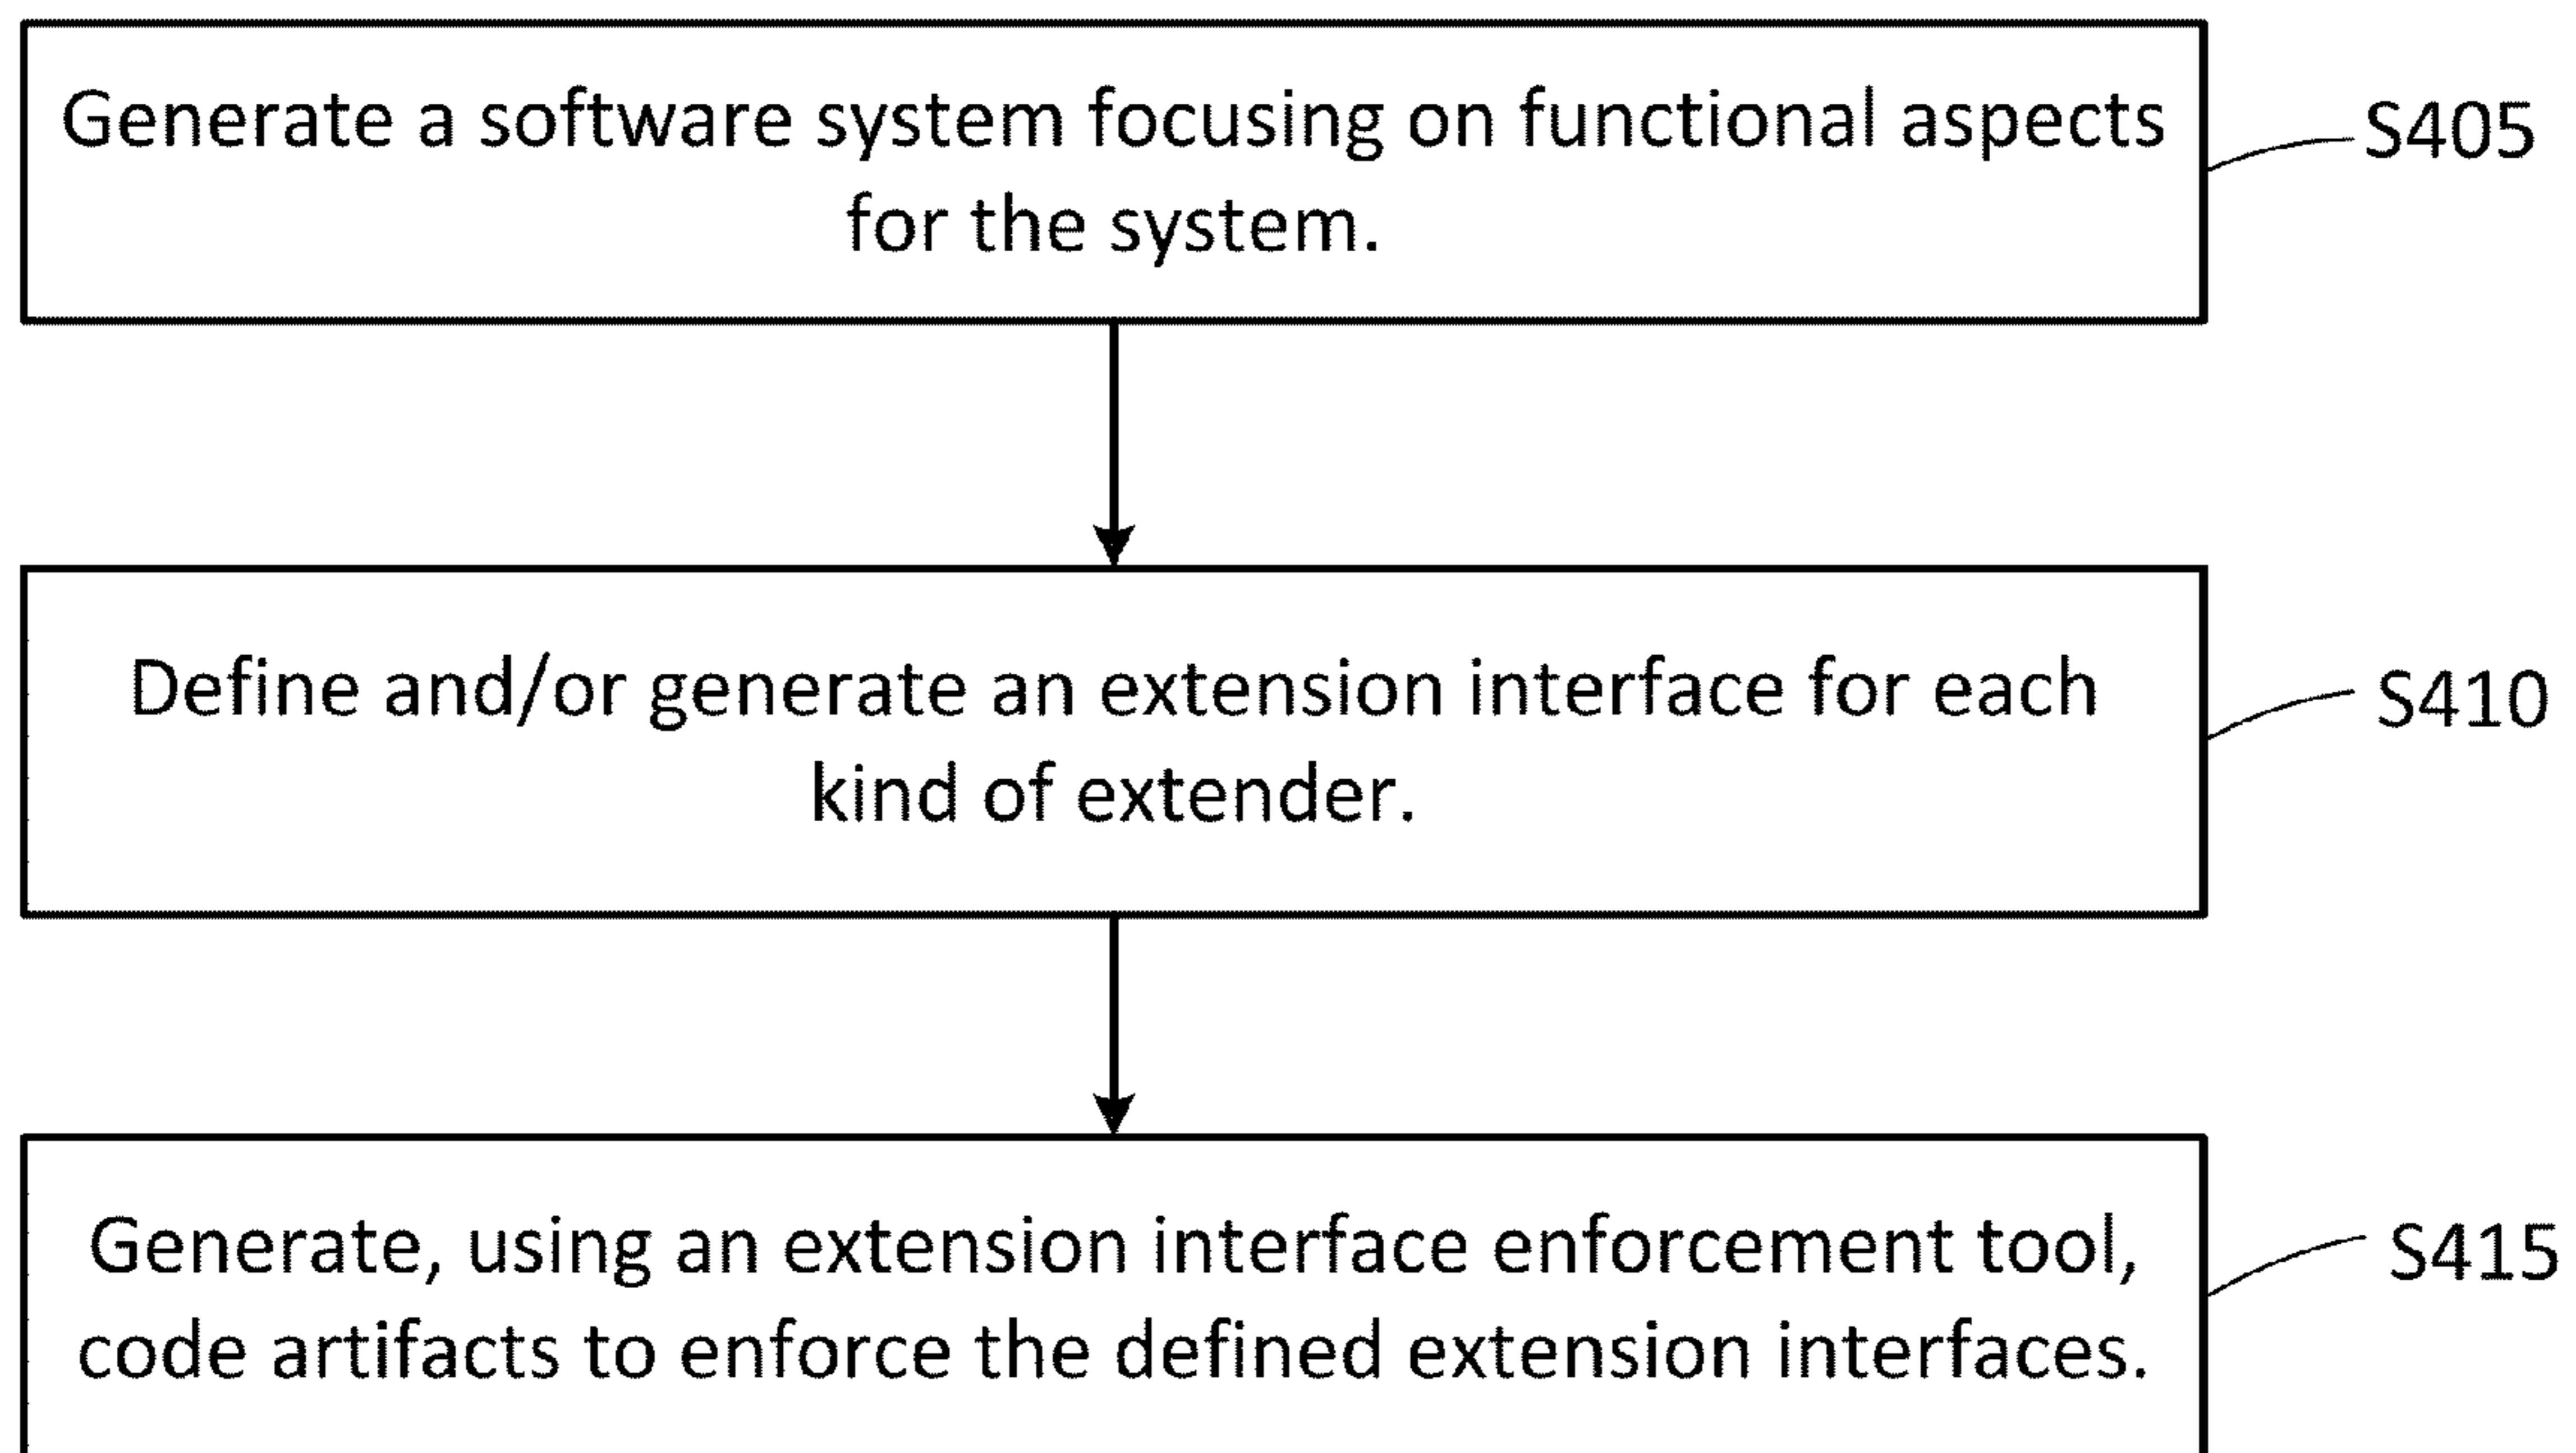 Generate a software system focusing on functional aspects
for the system.
S405
Define and/or generate an extension interface for each
kind of extender.
S410
Generate, using an extension interface enforcement tool,
code artifacts to enforce the defined extension interfaces.
S415